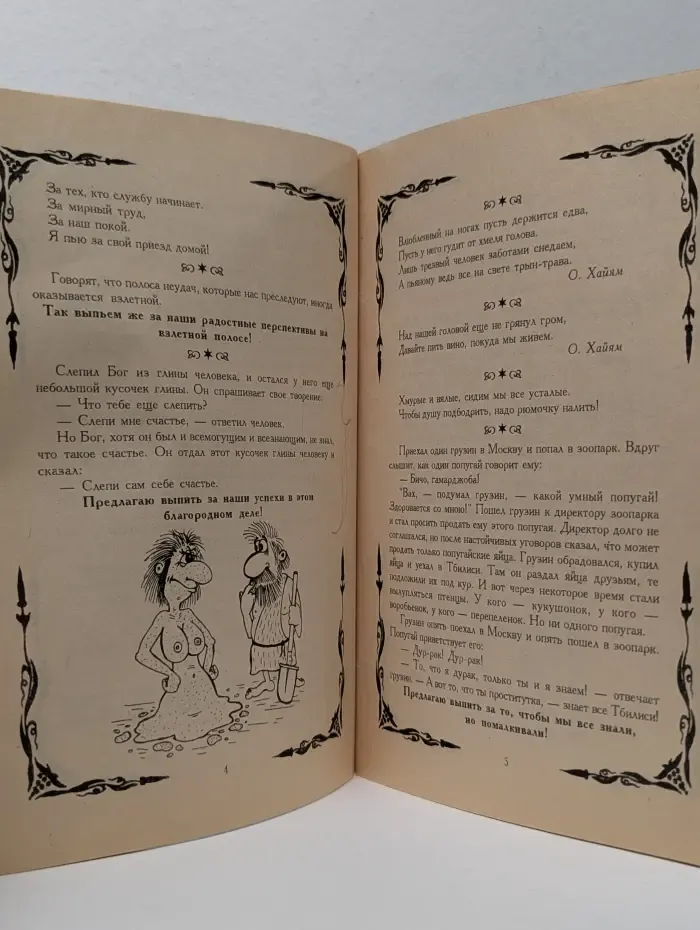 За тех, кто службу начинает.
За мирный труд,
За наш покой.
Я пью за свой приезд домой!
Говорят, что полоса неудач, которые нас преследуют, иногда
оказывается взлетной.
Так выпьем же за наши радостные перспективы на
взлетной полосе!
Слепил Бог из глины человека, и остался у него еще
небольшой кусочек глины. Он спрашивает свое творение:
— Что тебе еще слепить?
— Слепи мне счастье, — ответил человек.
Но Бог, хотя он был и всемогущим и всезнающим, не знал,
что такое счастье. Он отдал этот кусочек глины человеку и
сказал:
— Слепи сам себе счастье.
Предлагаю выпить за наши успехи в этом
благородном деле!
4
Влюбленный на ногах пусть держится едва,
Пусть у него гудит от хмеля голова.
Лишь трезвый человек заботами снедаем,
А пьяному ведь все на свете трын-трава.
О. Хайям
Над нашей головой еще не грянул гром,
Давайте пить вино, покуда мы живем.
О. Хайям
Хмурые и вялые, сидим мы все усталые.
Чтобы душу подбодрить, надо рюмочку налить!
Приехал один грузин в Москву и попал в зоопарк. Вдруг
слышит, как один попугай говорит ему:
— Бичо, гамарджоба!
"Вах, — подумал грузин, — какой умный попугай!
Здоровается со мною!" Пошел грузин к директору зоопарка
и стал просить продать ему этого попугая. Директор долго не
соглашался, но после настойчивых уговоров сказал, что может
продать только попугайские яйца. Грузин обрадовался, купил
яйца и уехал в Тбилиси. Там он раздал яйца друзьям, те
подложили их под кур. И вот через некоторое время стали
вылупляться птенцы. У кого — кукушонок, у кого —
воробьенок, у кого — перепеленок. Но ни одного попугая.
Грузин опять поехал в Москву и опять пошел в зоопарк.
Попугай приветствует его:
— Дур-рак! Дур-рак!
— То, что я дурак, только ты и я знаем! — отвечает
грузин. — А вот то, что ты проститутка, — знает все Тбилиси!
Предлагаю выпить за то, чтобы мы все знали,
но помалкивали!
5